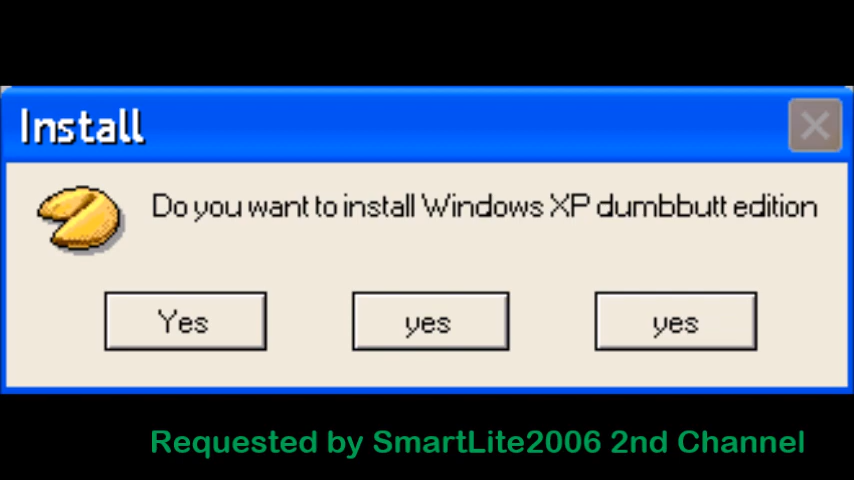 Install
Do you want to install Windows XP dumbbutt edition
Yes yes yes
Requested by SmartLite2006 2nd Channel